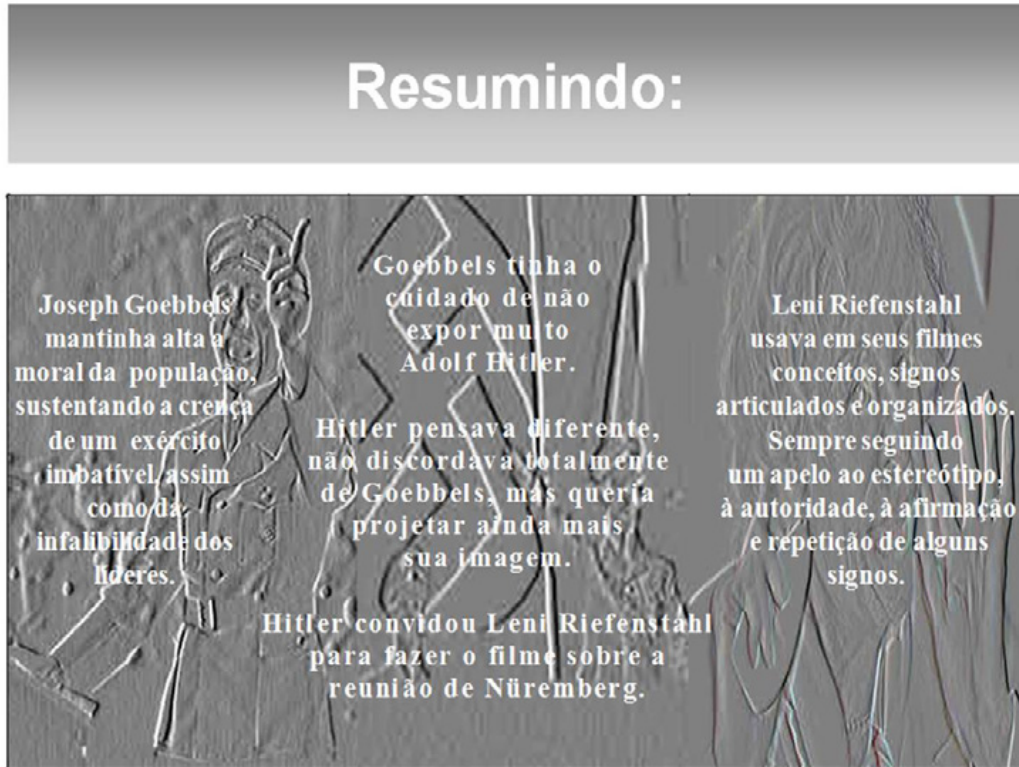 Resumindo:
Joseph Goebbels
mantinha alta a
moral da população,
sustentando a crença
de um exército
imbatível, assim
como da
infalibilidade dos
líderes.
Goebbels tinha o
cuidado de não
expor muito
Adolf Hitler.
Hitler pensava diferente,
não discordava totalmente
de Goebbels, mas queria
projetar ainda mais
sua imagem.
Hitler convidou Leni Riefenstahl
para fazer o filme sobre a
reunião de Nüremberg.
Leni Riefenstahl
usava em seus filmes
conceitos, signos
articulados e organizados.
Sempre seguindo
um apelo ao estereótipo,
à autoridade, à afirmação
e repetição de alguns
signos.